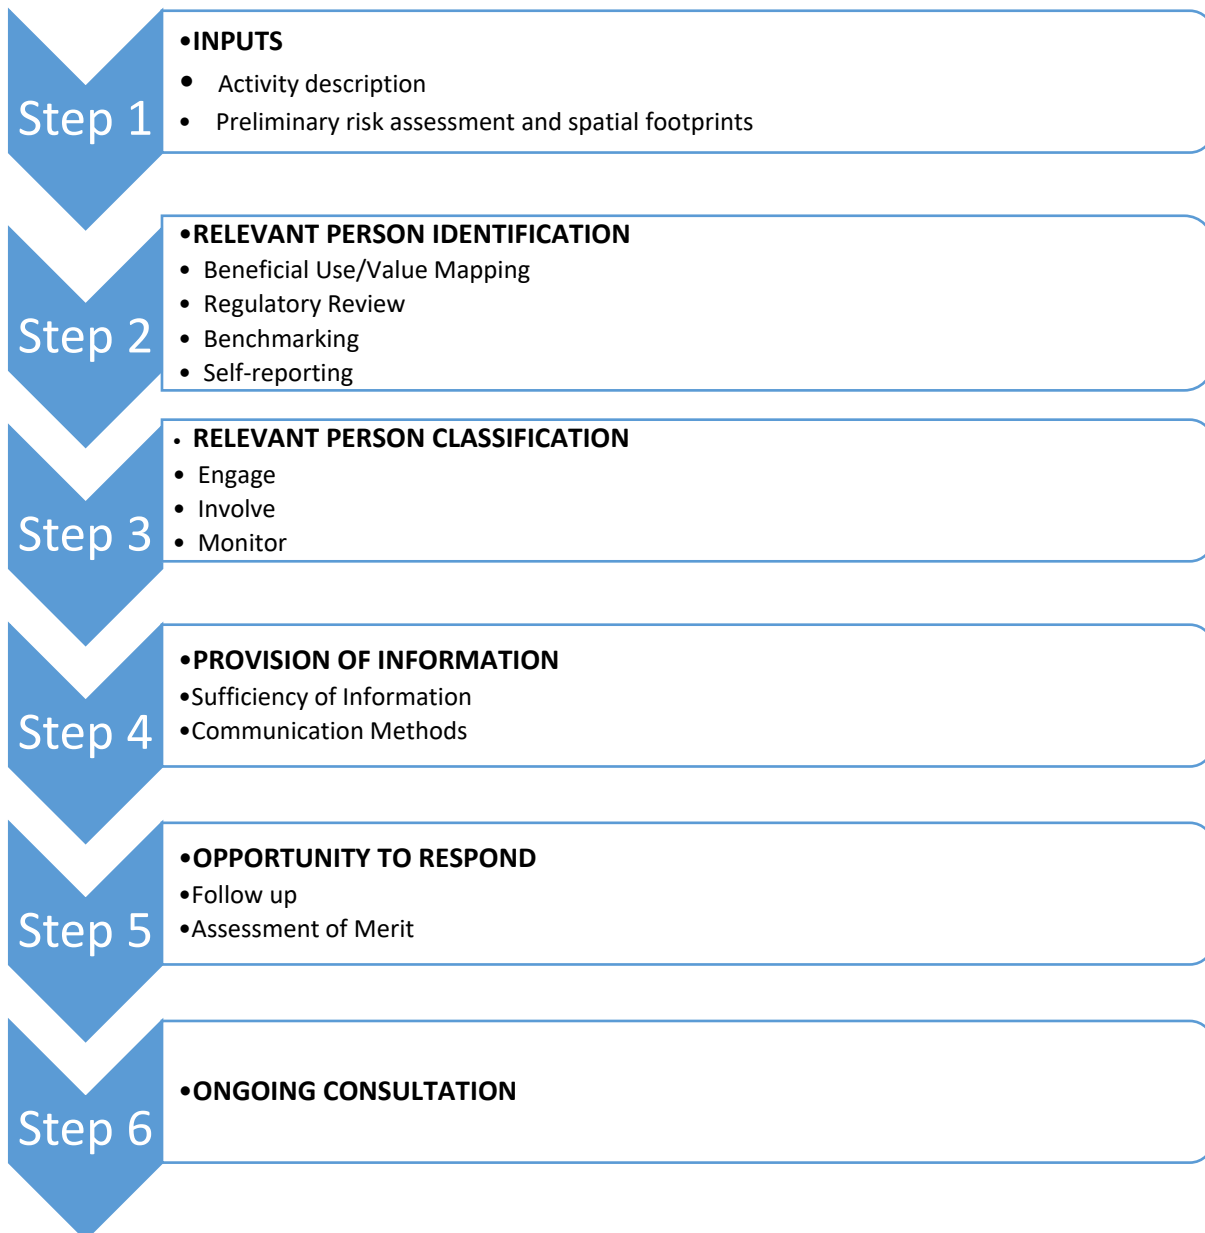 Step 1
•INPUTS
• Activity description
• Preliminary risk assessment and spatial footprints
Step 2
•RELEVANT PERSON IDENTIFICATION
• Beneficial Use/Value Mapping
• Regulatory Review
• Benchmarking
• Self-reporting
Step 3
• RELEVANT PERSON CLASSIFICATION
• Engage
• Involve
• Monitor
Step 4
•PROVISION OF INFORMATION
•Sufficiency of Information
•Communication Methods
Step 5
•OPPORTUNITY TO RESPOND
•Follow up
•Assessment of Merit
Step 6
•ONGOING CONSULTATION